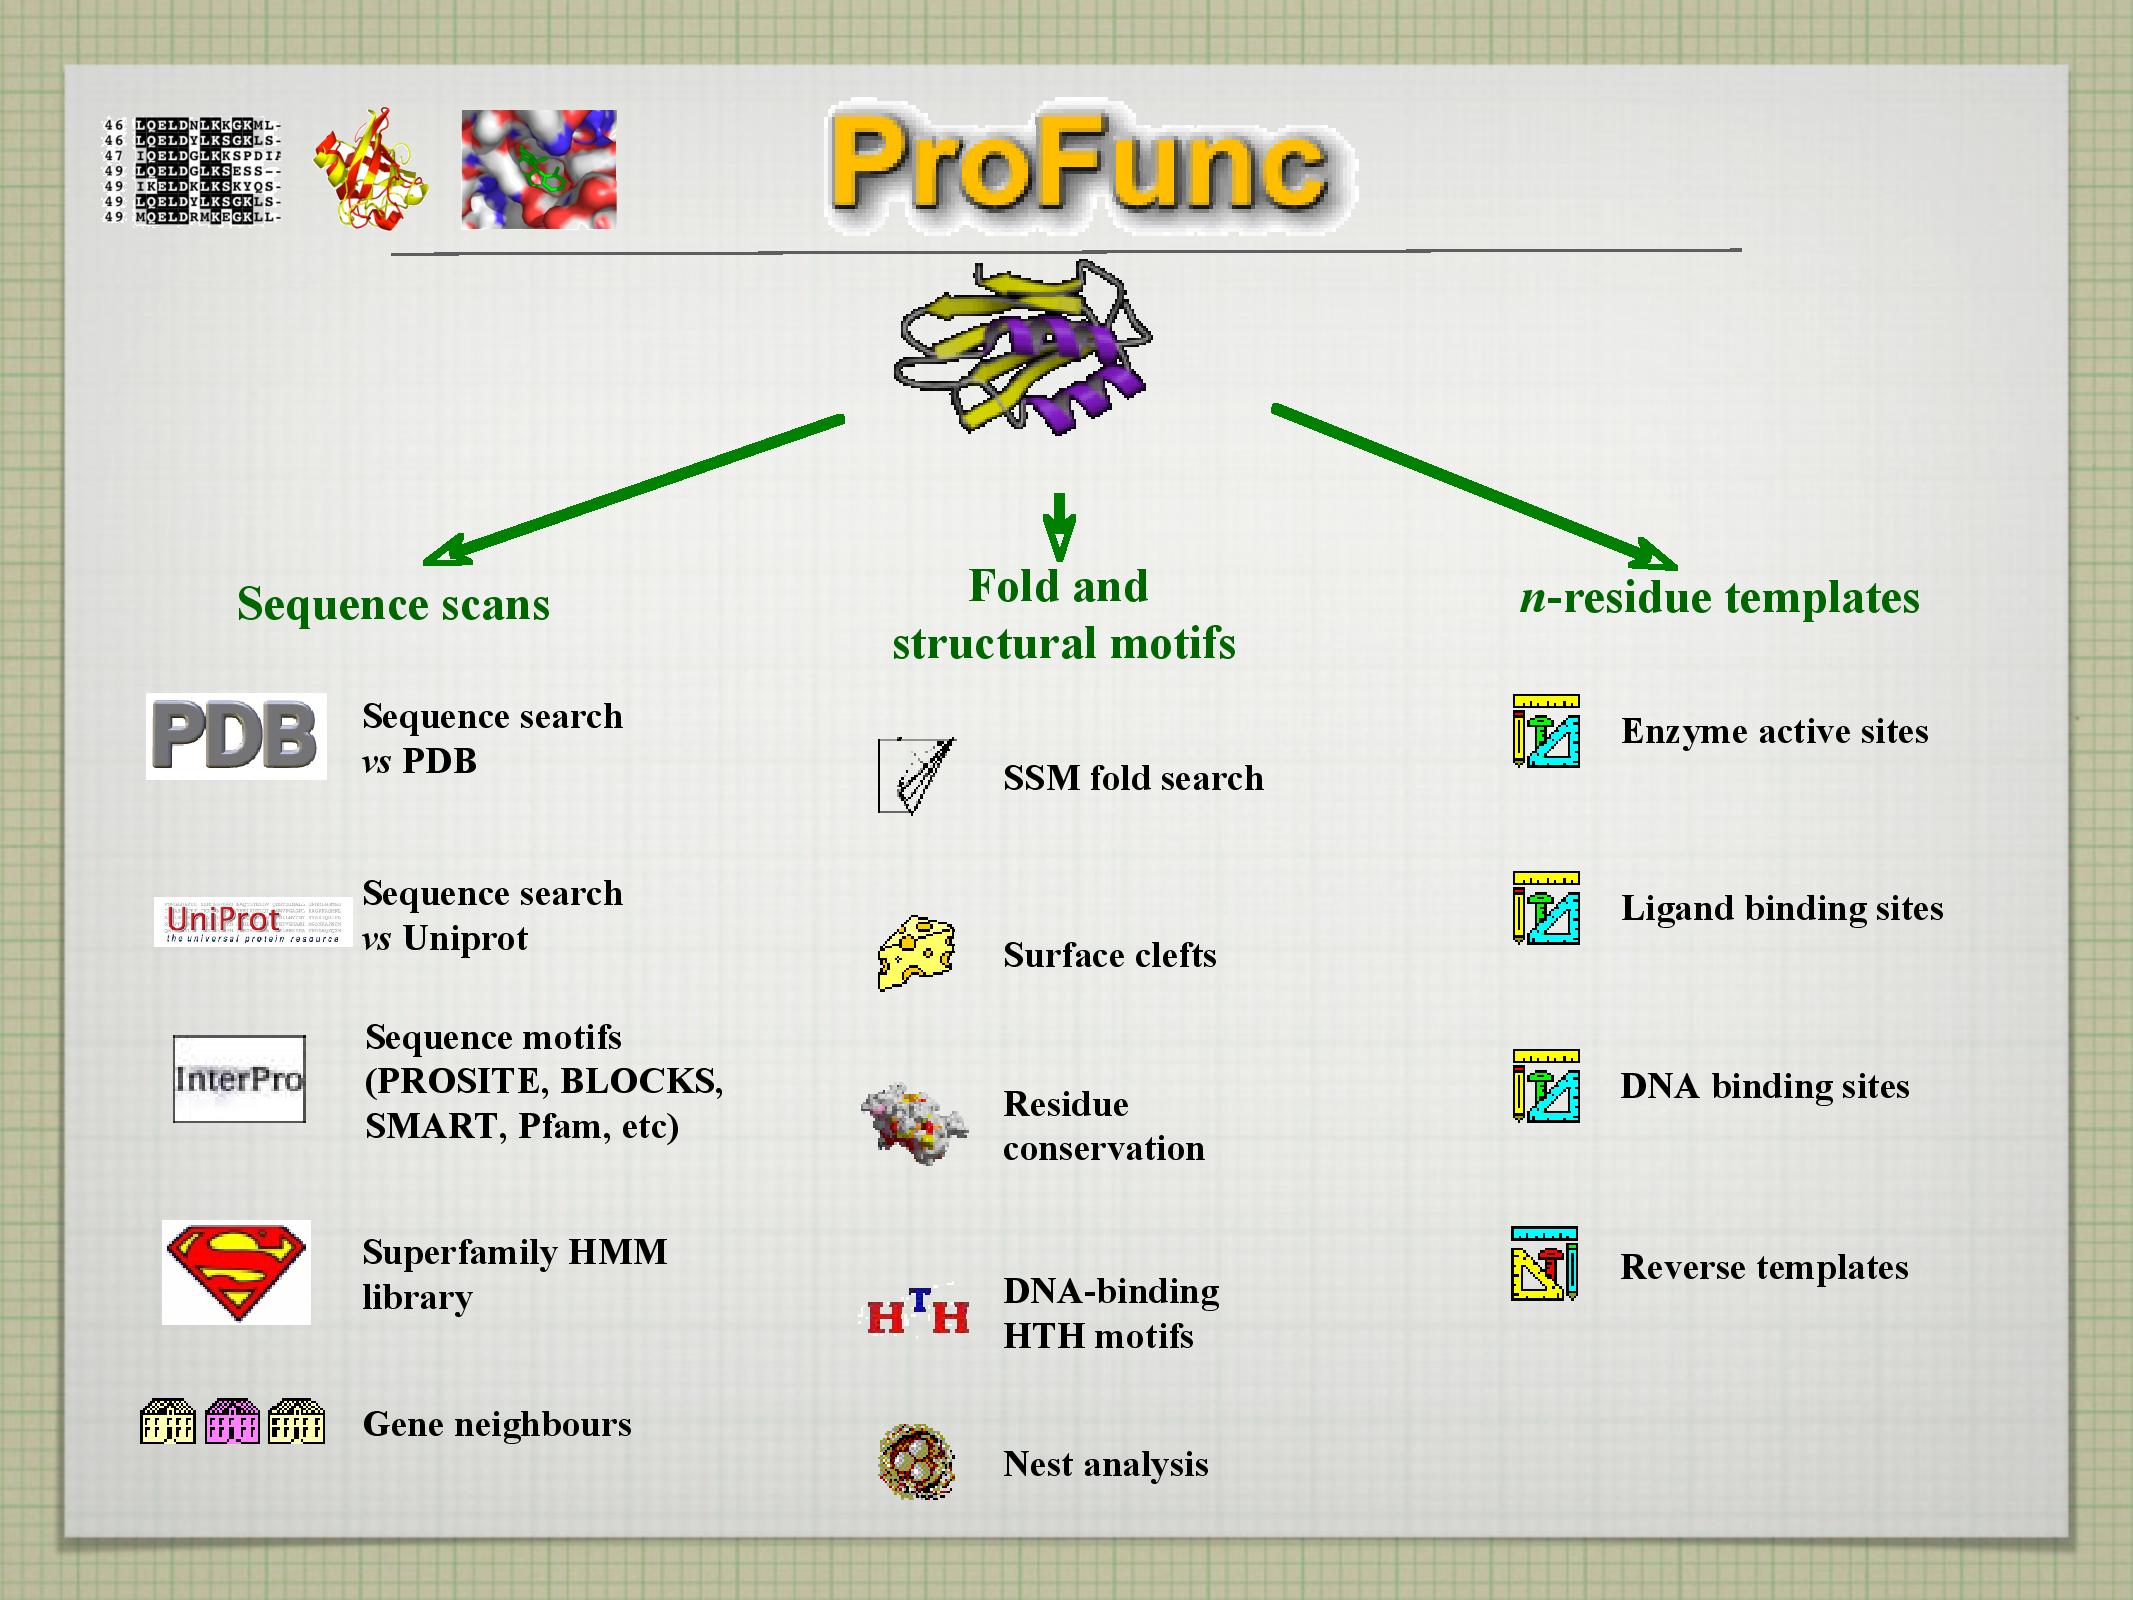 46 LQELDNLKKGKML-
46 LQELDYLKSGKLS-
47 IQELDGLKKSPDIA
49 LQELDGLKSESS--
49 IKELDKLKSKYQS-
49 LQELDYLKSGKLS-
49 MQELDRMKEGKLL-
ProFunc
Sequence scans
PDB
Sequence search
vs PDB
UniProt
the universal protein resource
Sequence search
vs Uniprot
InterPro
Sequence motifs
(PROSITE, BLOCKS,
SMART, Pfam, etc)
Superfamily HMM
library
Gene neighbours
Fold and
structural motifs
SSM fold search
Surface clefts
Residue
conservation
HTH
DNA-binding
HTH motifs
Nest analysis
n-residue templates
Enzyme active sites
Ligand binding sites
DNA binding sites
Reverse templates